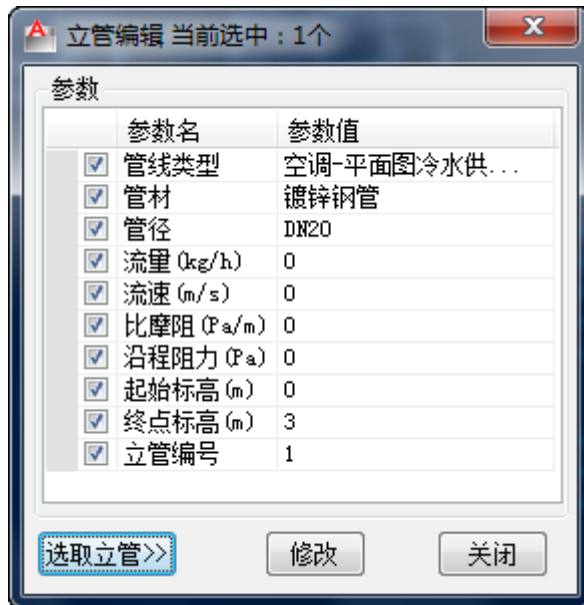 立管编辑 当前选中：1个
参数
参数名 参数值
管线类型 空调-平面图冷水供...
管材 镀锌钢管
管径 DN20
流量(kg/h) 0
流速(m/s) 0
比摩阻(Pa/m) 0
沿程阻力(Pa) 0
起始标高(m) 0
终点标高(m) 3
立管编号 1
选取立管>> 修改 关闭